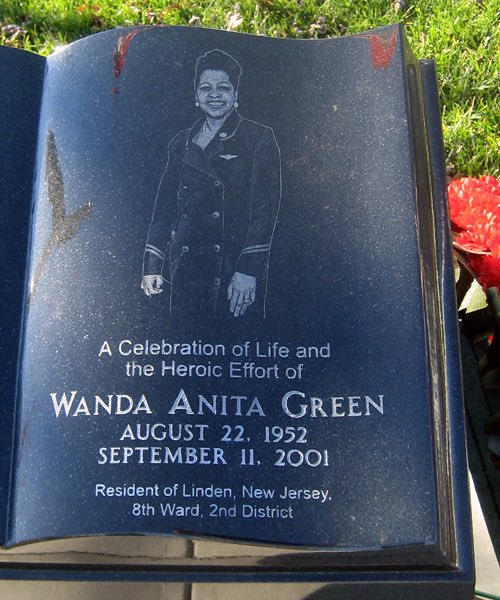 A Celebration of Life and
the Heroic Effort of
WANDA ANITA GREEN
AUGUST 22, 1952
SEPTEMBER 11, 2001
Resident of Linden, New Jersey,
8th Ward, 2nd District